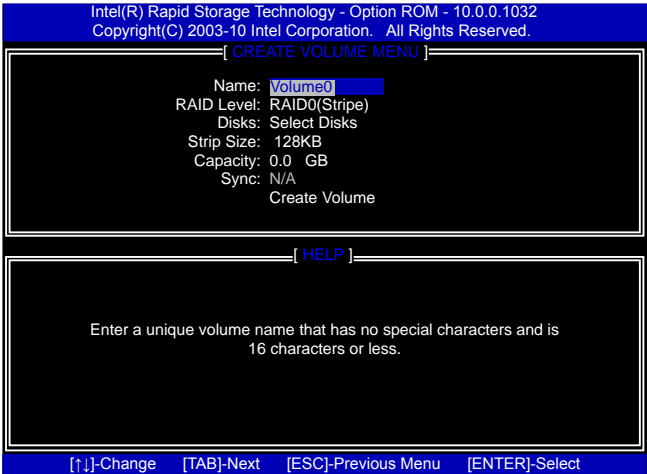 Intel(R) Rapid Storage Technology - Option ROM - 10.0.0.1032
Copyright(C) 2003-10 Intel Corporation.   All Rights Reserved.
[ CREATE VOLUME MENU ]
Name: Volume0
RAID Level: RAID0(Stripe)
Disks: Select Disks
Strip Size: 128KB
Capacity: 0.0 GB
Sync: N/A
Create Volume
[ HELP ]
Enter a unique volume name that has no special characters and is
16 characters or less.
[↑↓]-Change [TAB]-Next [ESC]-Previous Menu [ENTER]-Select